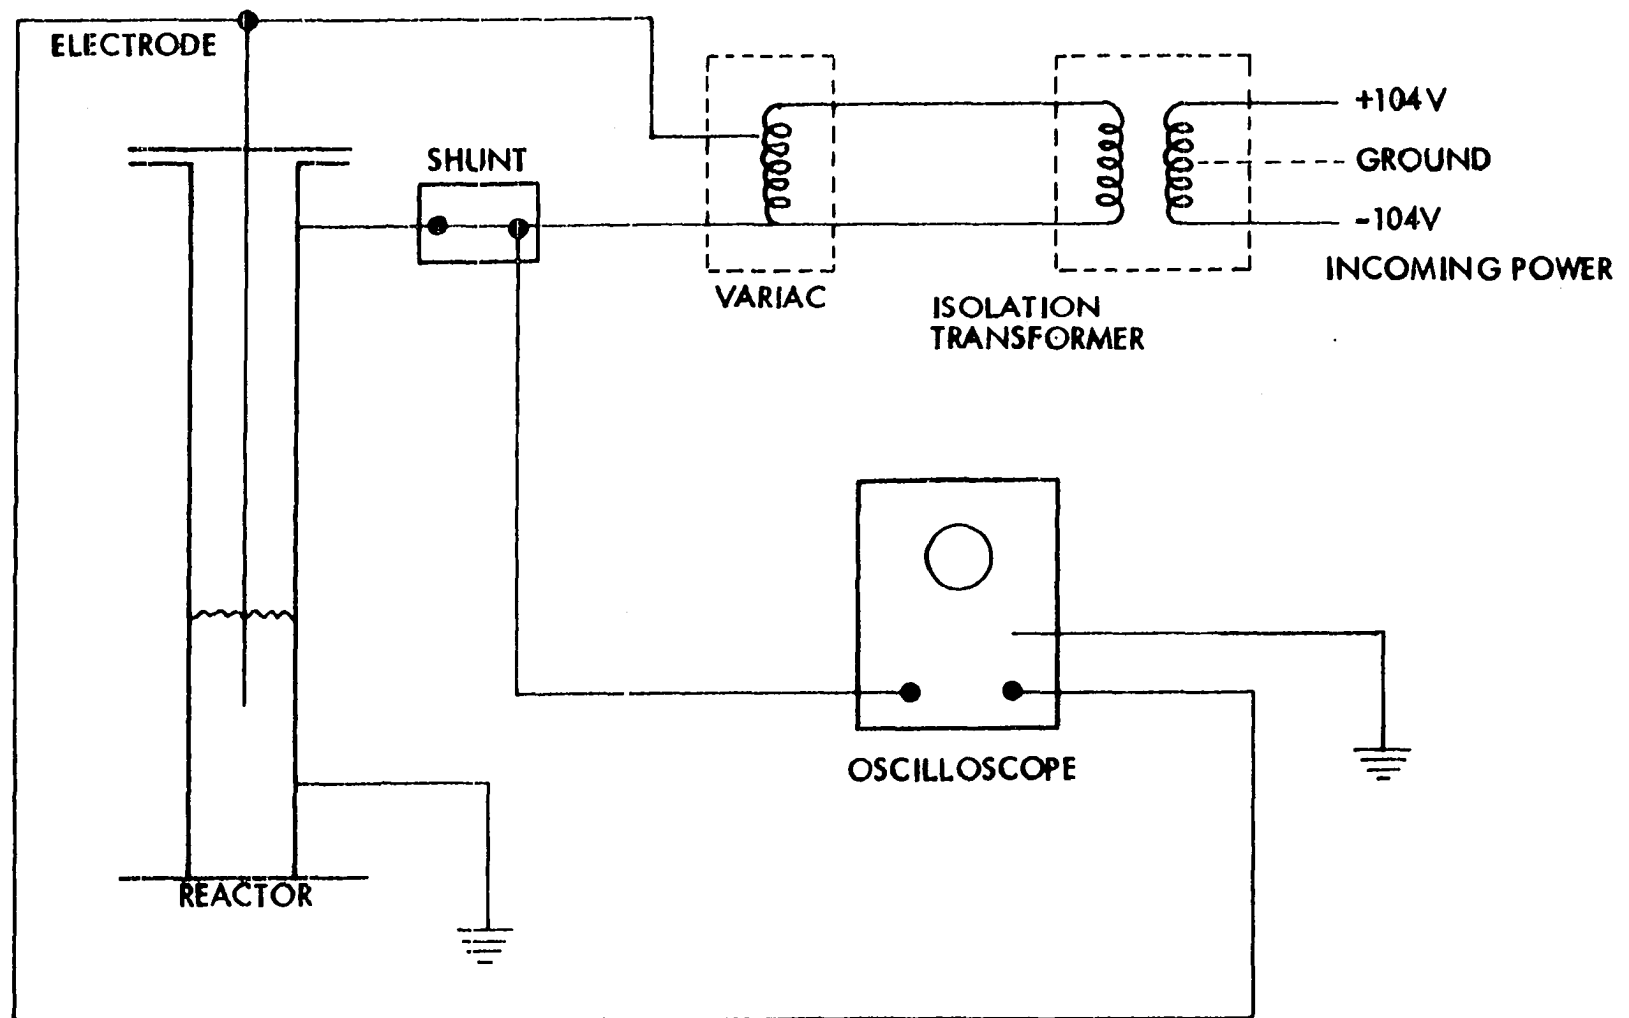 ELECTRODE
SHUNT
+104V
GROUND
-104V
INCOMING POWER
VARIAC
ISOLATION
TRANSFORMER
OSCILLOSCOPE
REACTOR